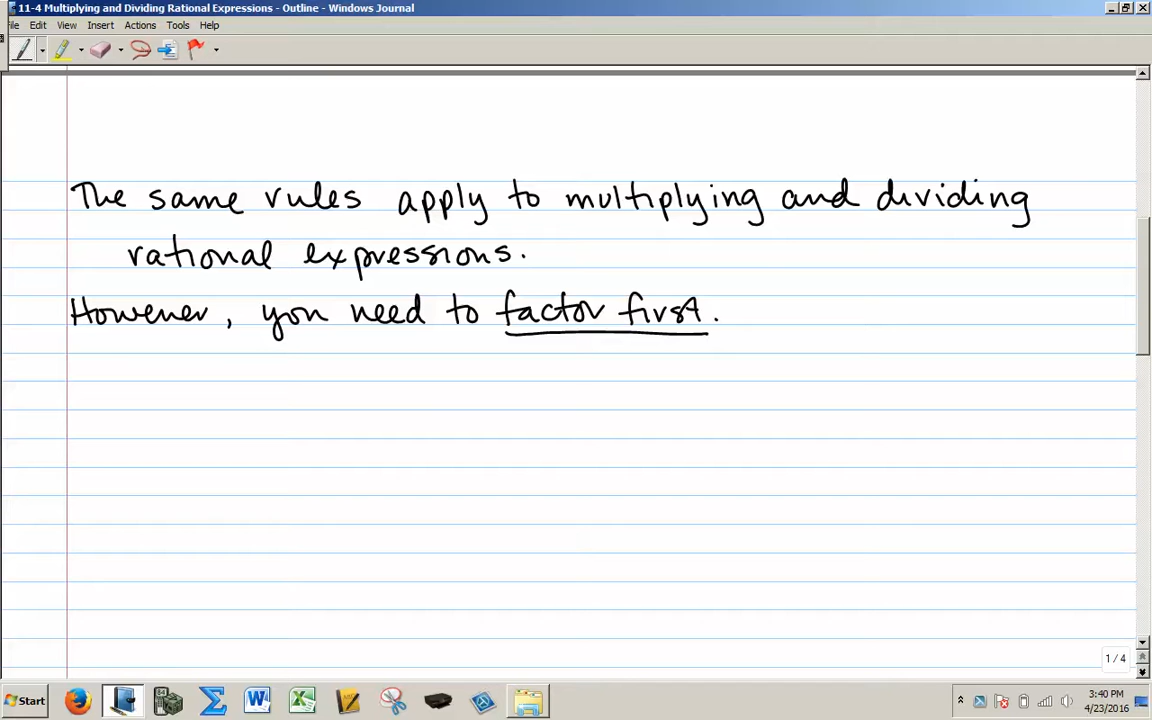 11-4 Multiplying and Dividing Rational Expressions - Outline - Windows Journal
File Edit View Insert Actions Tools Help
The same rules apply to multiplying and dividing
rational expressions.
However, you need to factor first.
1 / 4
Start
3:40 PM
4/23/2016